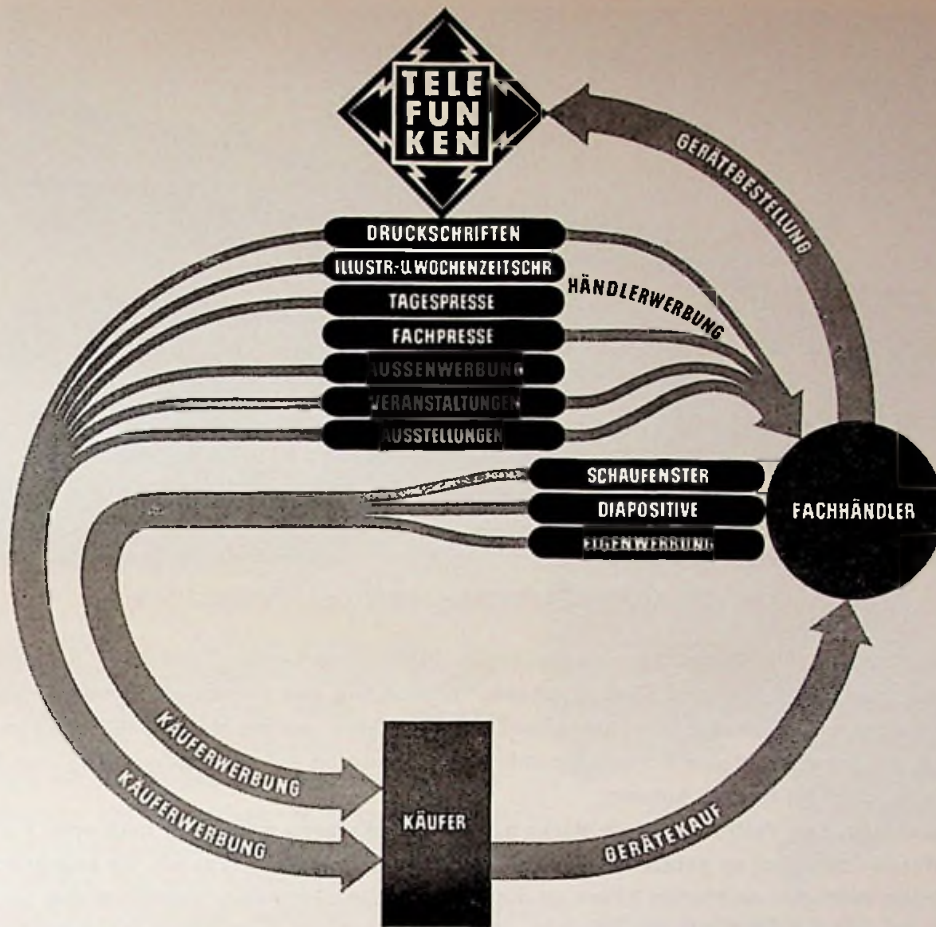 TELE
FUN
KEN
GERÄTEBESTELLUNG
DRUCKSCHRIFTEN
ILLUSTR.-U.WOCHENZEITSCHR
HÄNDLERWERBUNG
TAGESPRESSE
FACHPRESSE
AUSSENWERBUNG
VERANSTALTUNGEN
AUSSTELLUNGEN
SCHAUFENSTER
DIAPOSITIVE
EIGENWERBUNG
FACHHÄNDLER
KÄUFERWERBUNG
KÄUFERWERBUNG
KÄUFER
GERÄTEKAUF